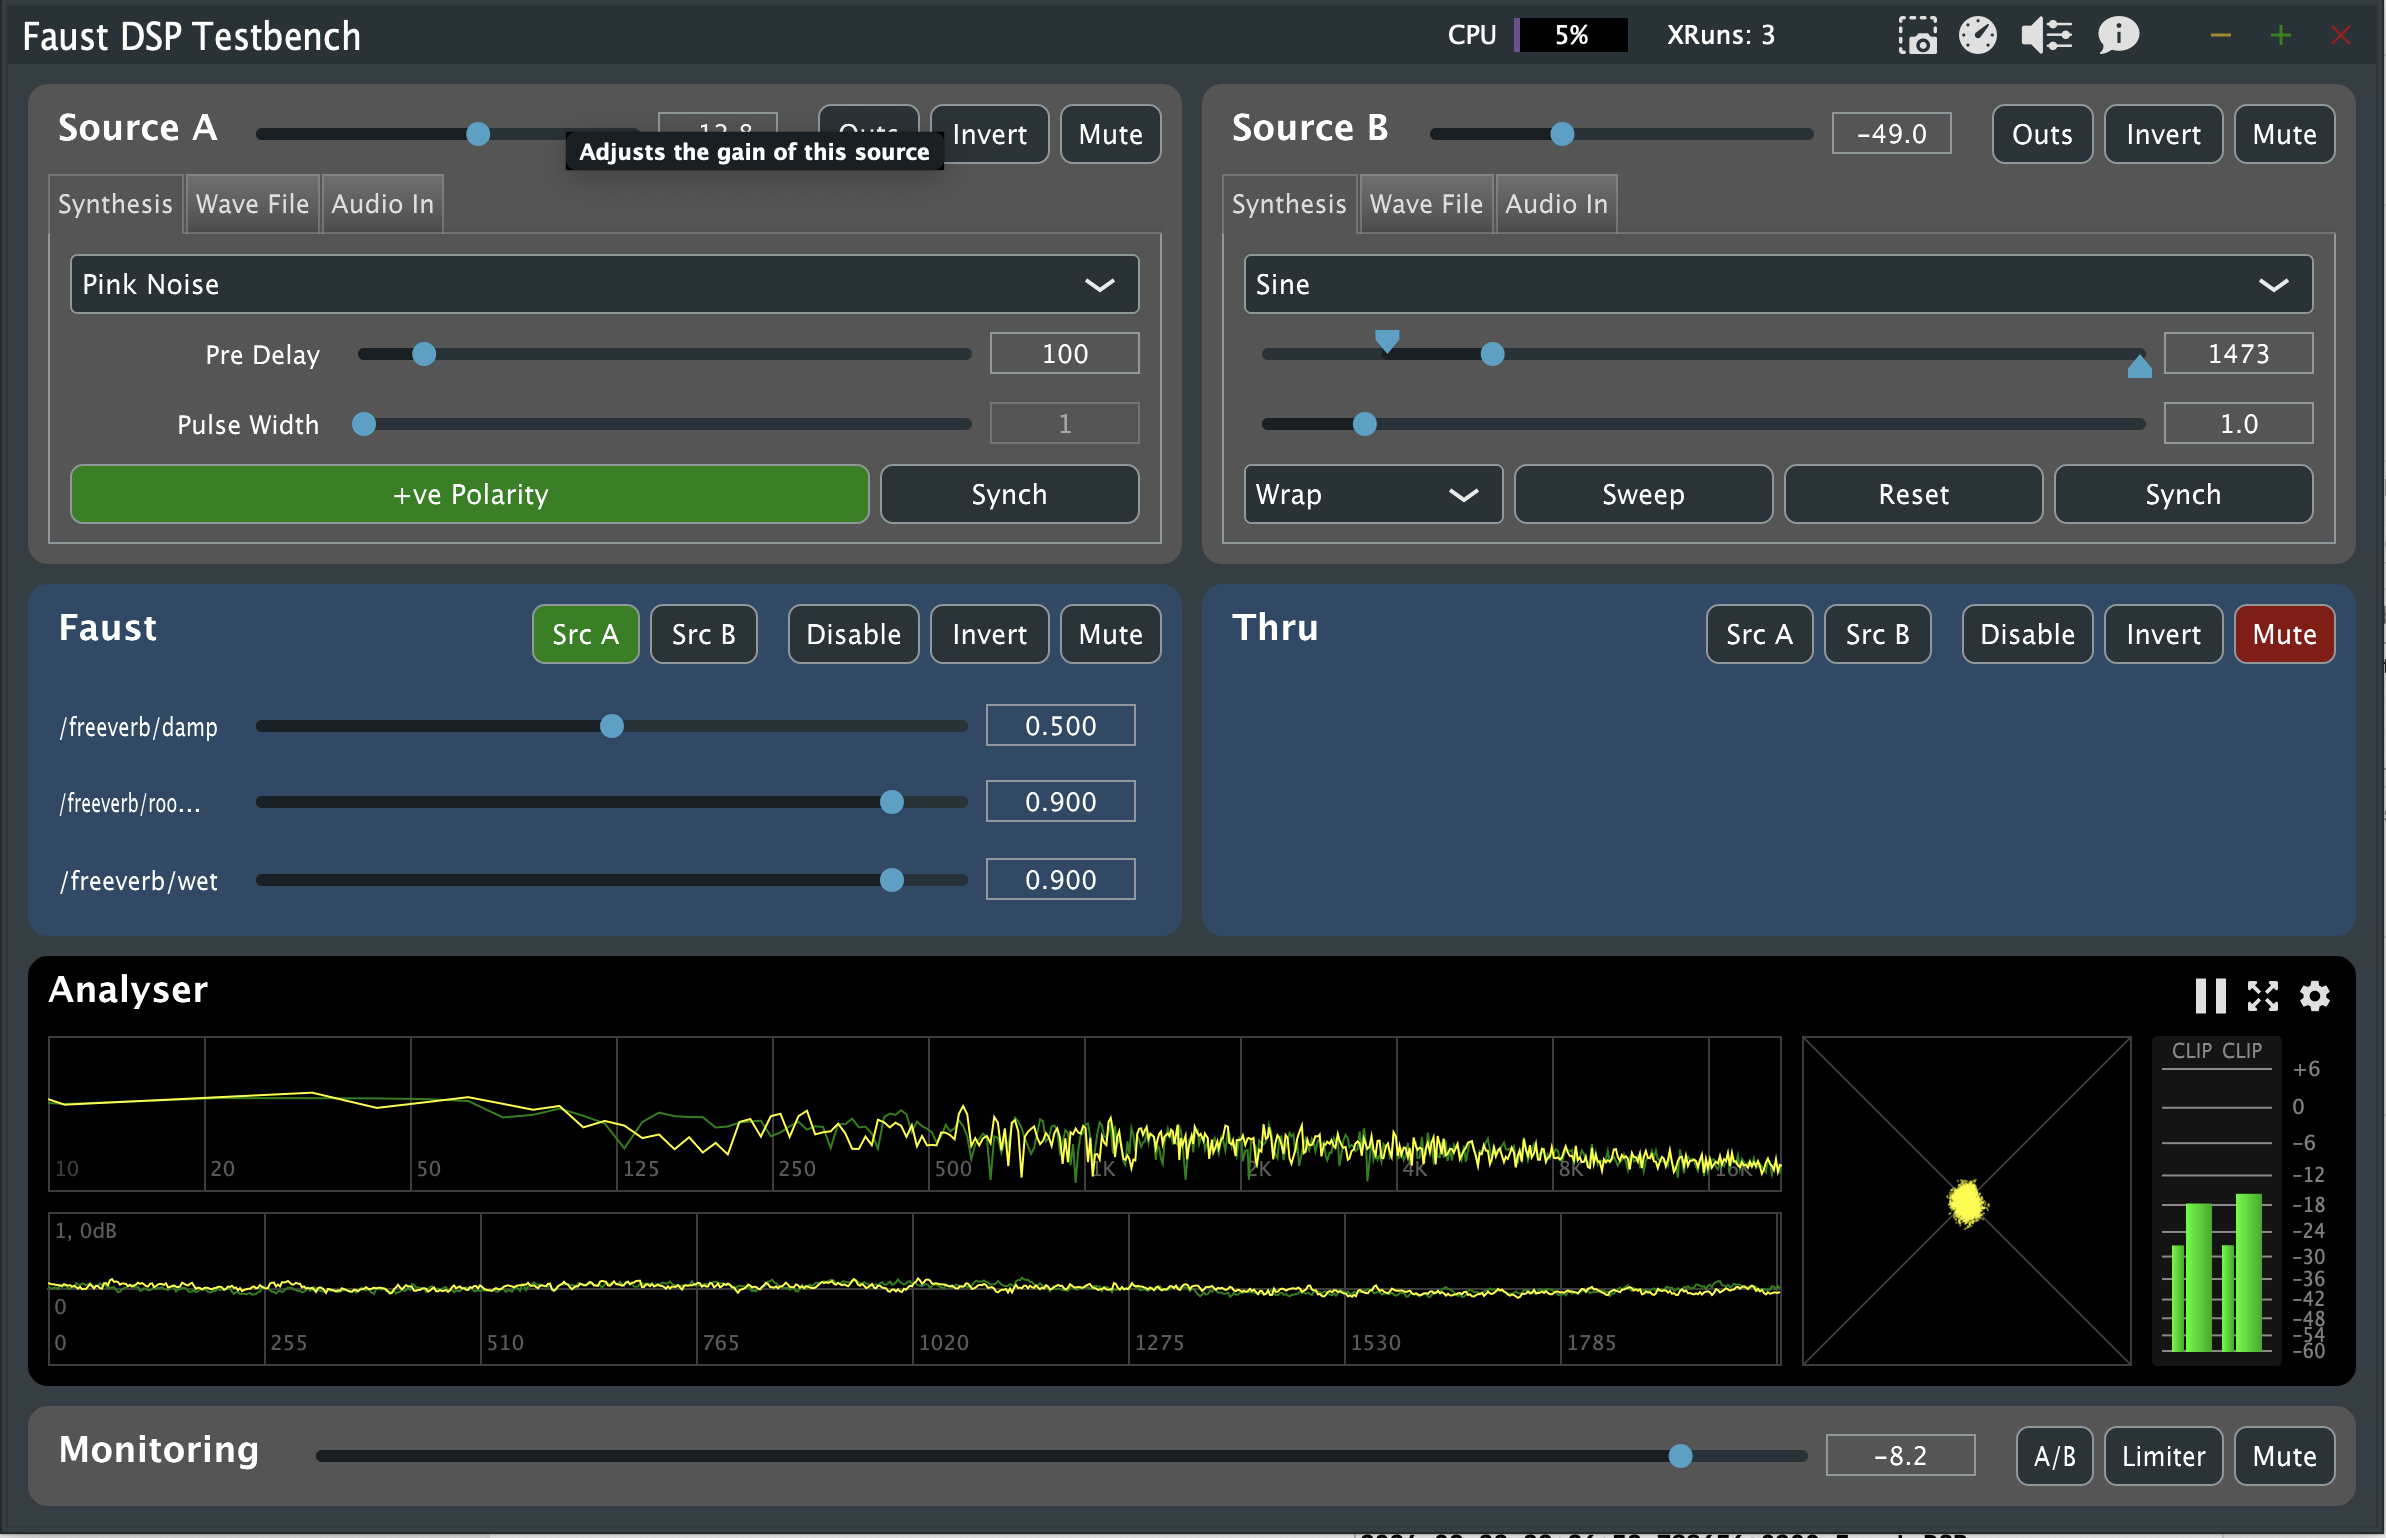 Faust DSP Testbench
CPU 5% XRuns: 3
Source A Invert Mute
Adjusts the gain of this source
Synthesis Wave File Audio In
Pink Noise
Pre Delay 100
Pulse Width 1
+ve Polarity Synch
Source B -49.0 Outs Invert Mute
Synthesis Wave File Audio In
Sine
1473
1.0
Wrap Sweep Reset Synch
Faust Src A Src B Disable Invert Mute
/freeverb/damp 0.500
/freeverb/roo... 0.900
/freeverb/wet 0.900
Thru Src A Src B Disable Invert Mute
Analyser
10 20 50 125 250 500 1K 2K 4K 8K 16K
1, 0dB
0
0 255 510 765 1020 1275 1530 1785
CLIP CLIP
+6
0
-6
-12
-18
-24
-30
-36
-42
-48
-54
-60
Monitoring -8.2 A/B Limiter Mute